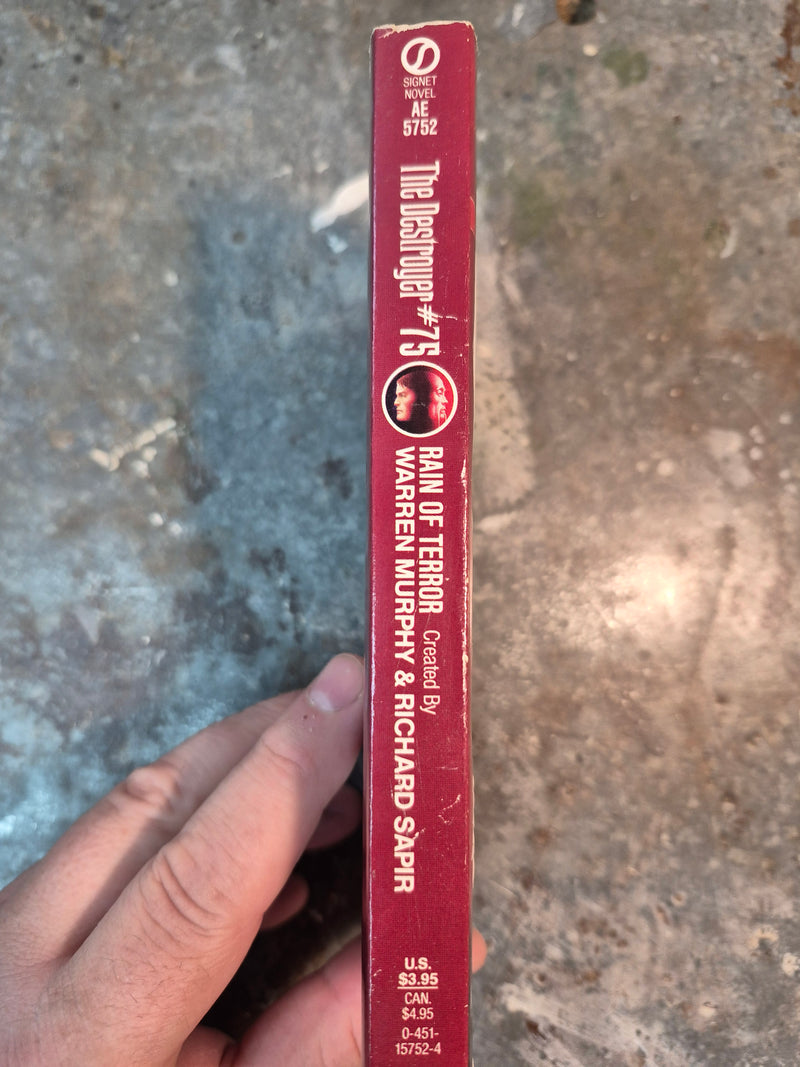 SIGNET
NOVEL
AE
5752
The Destroyer #75
RAIN OF TERROR Created By
WARREN MURPHY & RICHARD SAPIR
U.S.
$3.95
CAN.
$4.95
0-451-
15752-4